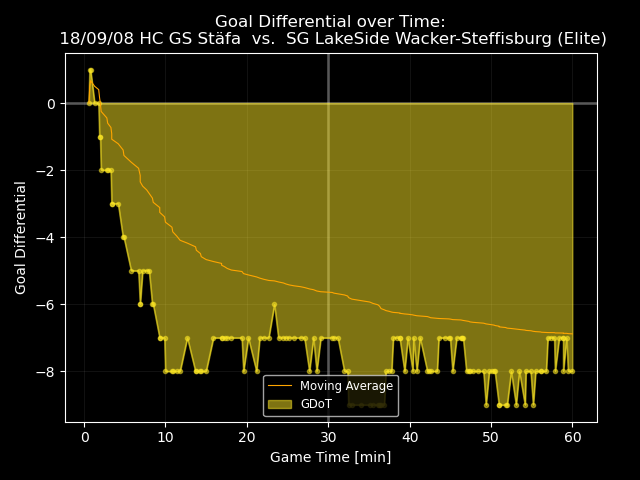 Goal Differential over Time:
18/09/08 HC GS Stäfa  vs.  SG LakeSide Wacker-Steffisburg (Elite)
Goal Differential
0
−2
−4
−6
−8
Moving Average
GDoT
0 10 20 30 40 50 60
Game Time [min]